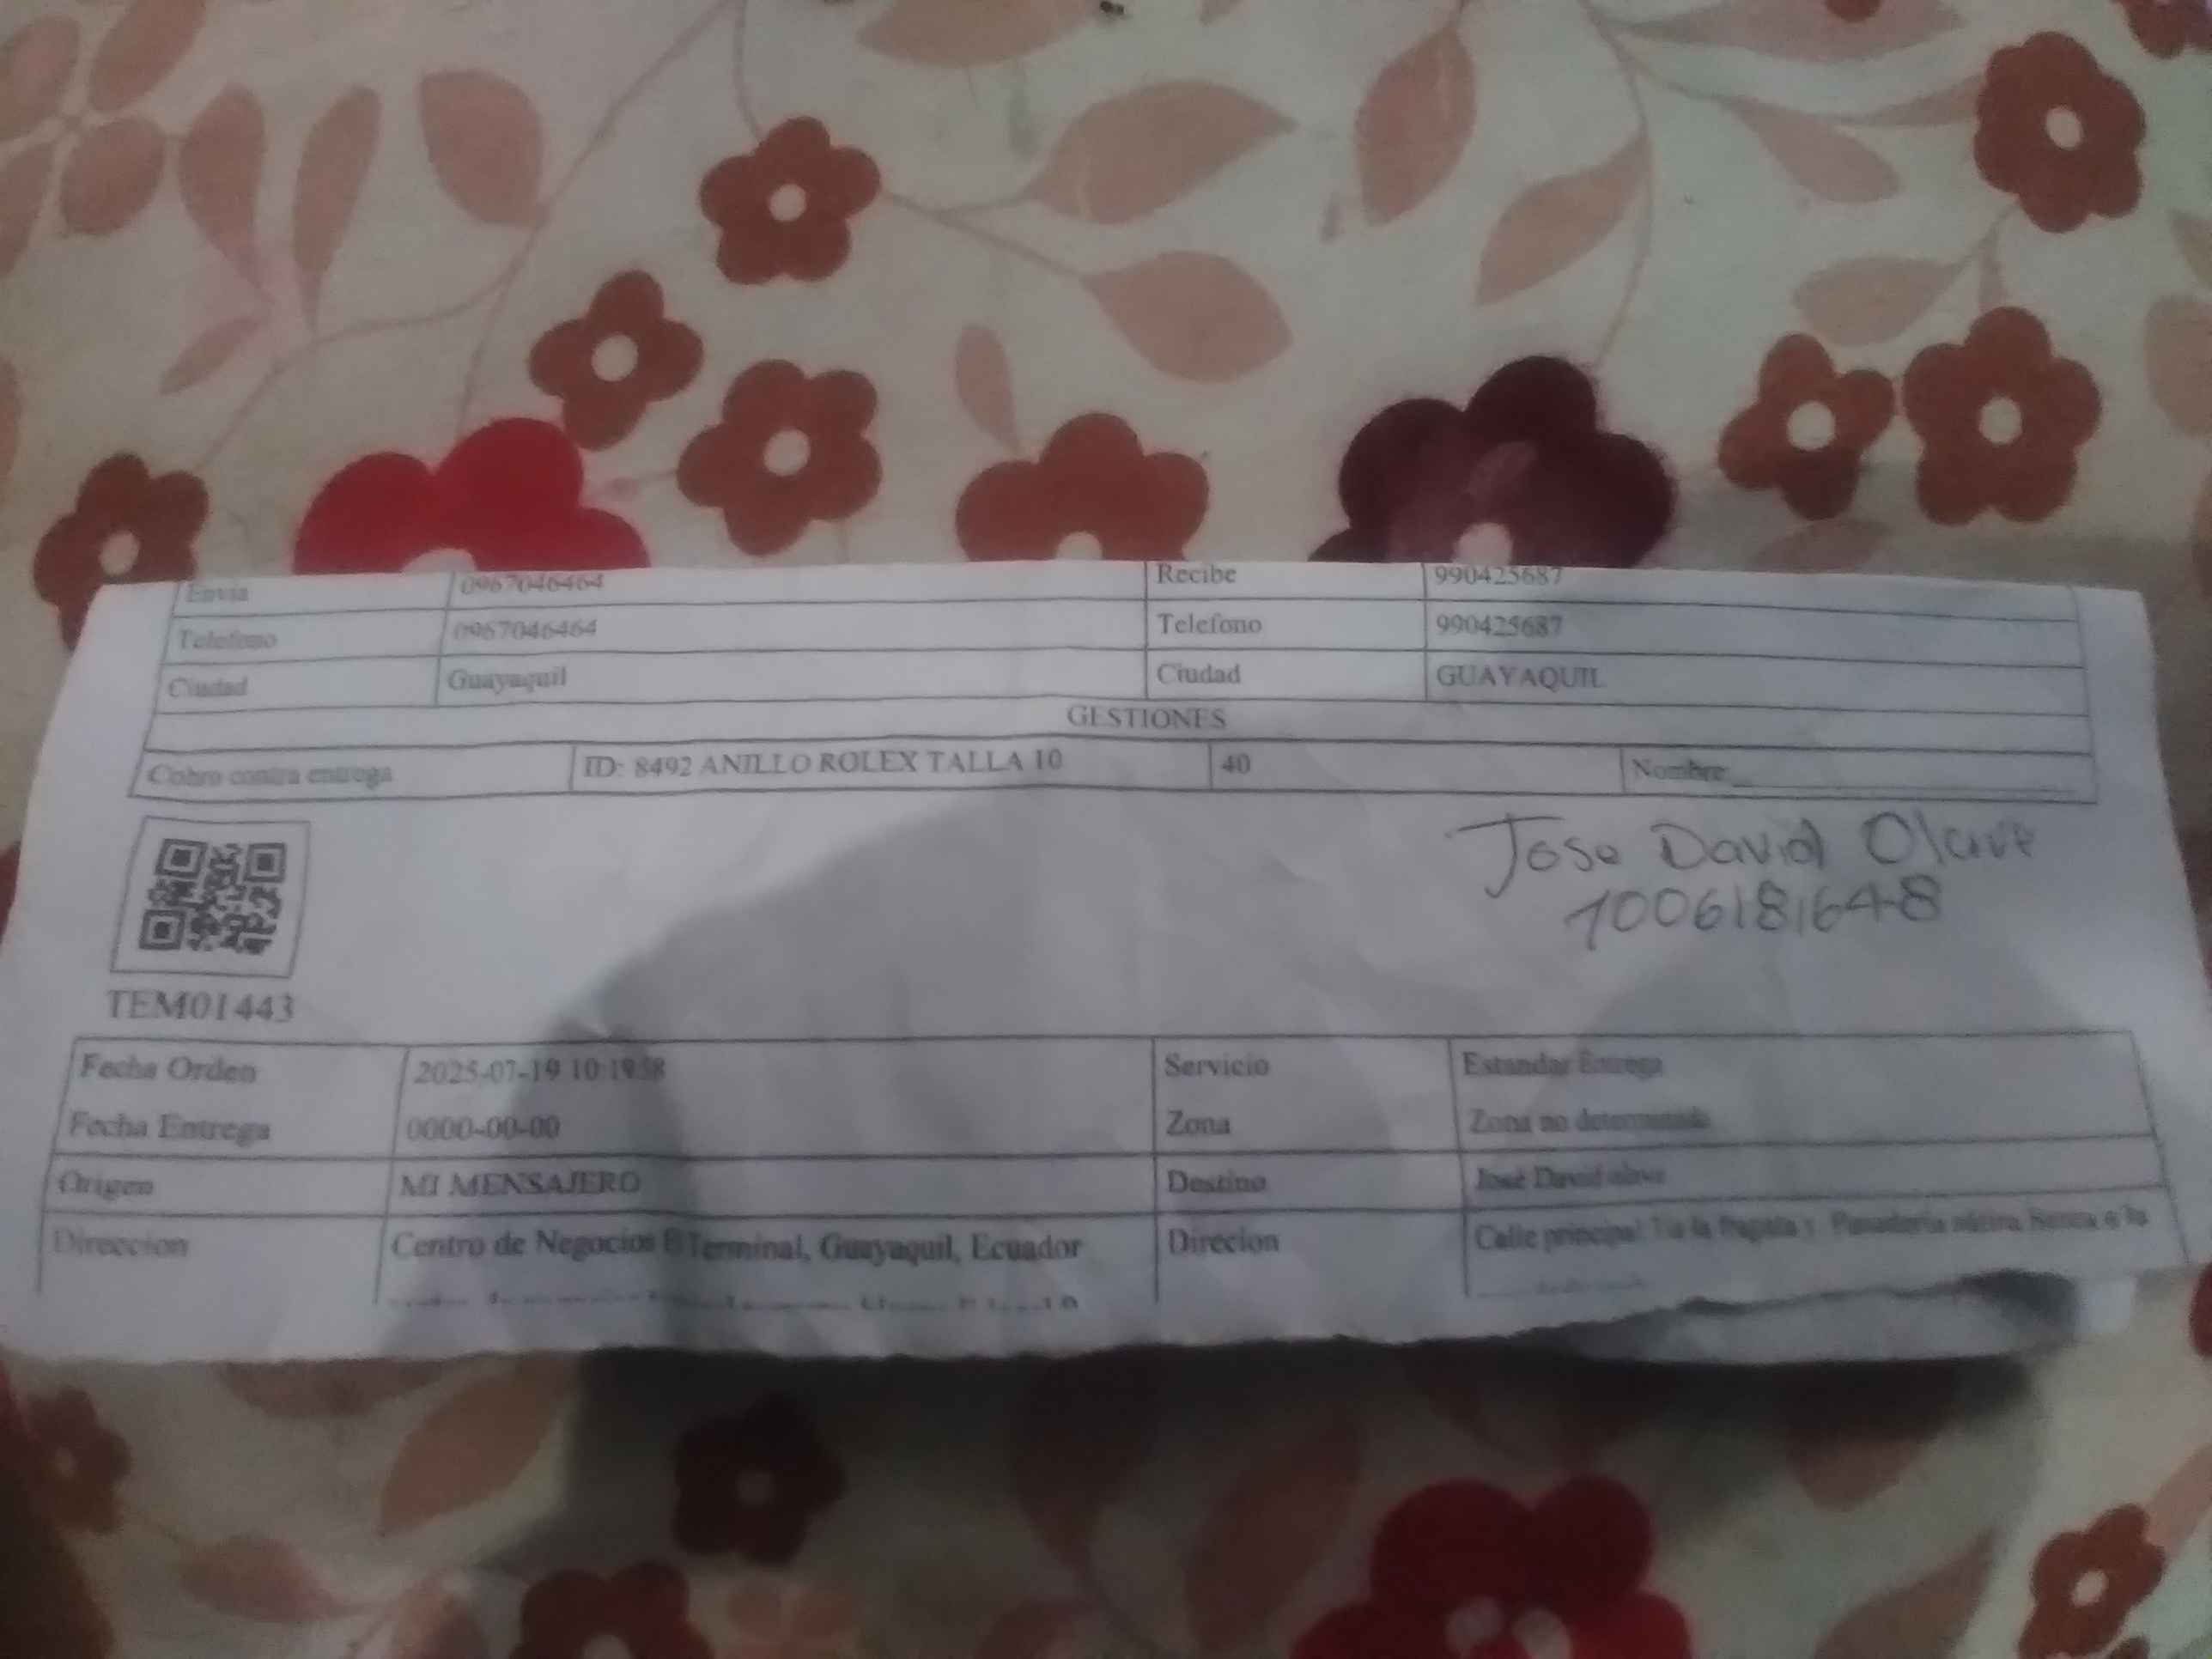 Envia 0967046464 Recibe 990425687
Telefono 0967046464 Telefono 990425687
Ciudad Guayaquil Ciudad GUAYAQUIL
GESTIONES
Cobro contra entrega ID: 8492 ANILLO ROLEX TALLA 10 40 Nombre:
Jose David Olave
1006181648
TEM01443
Fecha Orden 2025-07-19 10:19:58 Servicio Estandar Entrega
Fecha Entrega 0000-00-00 Zona Zona no determinada
Origen MI MENSAJERO Destino José David olave
Direccion Centro de Negocios El Terminal, Guayaquil, Ecuador Direcion Calle principal Panadería